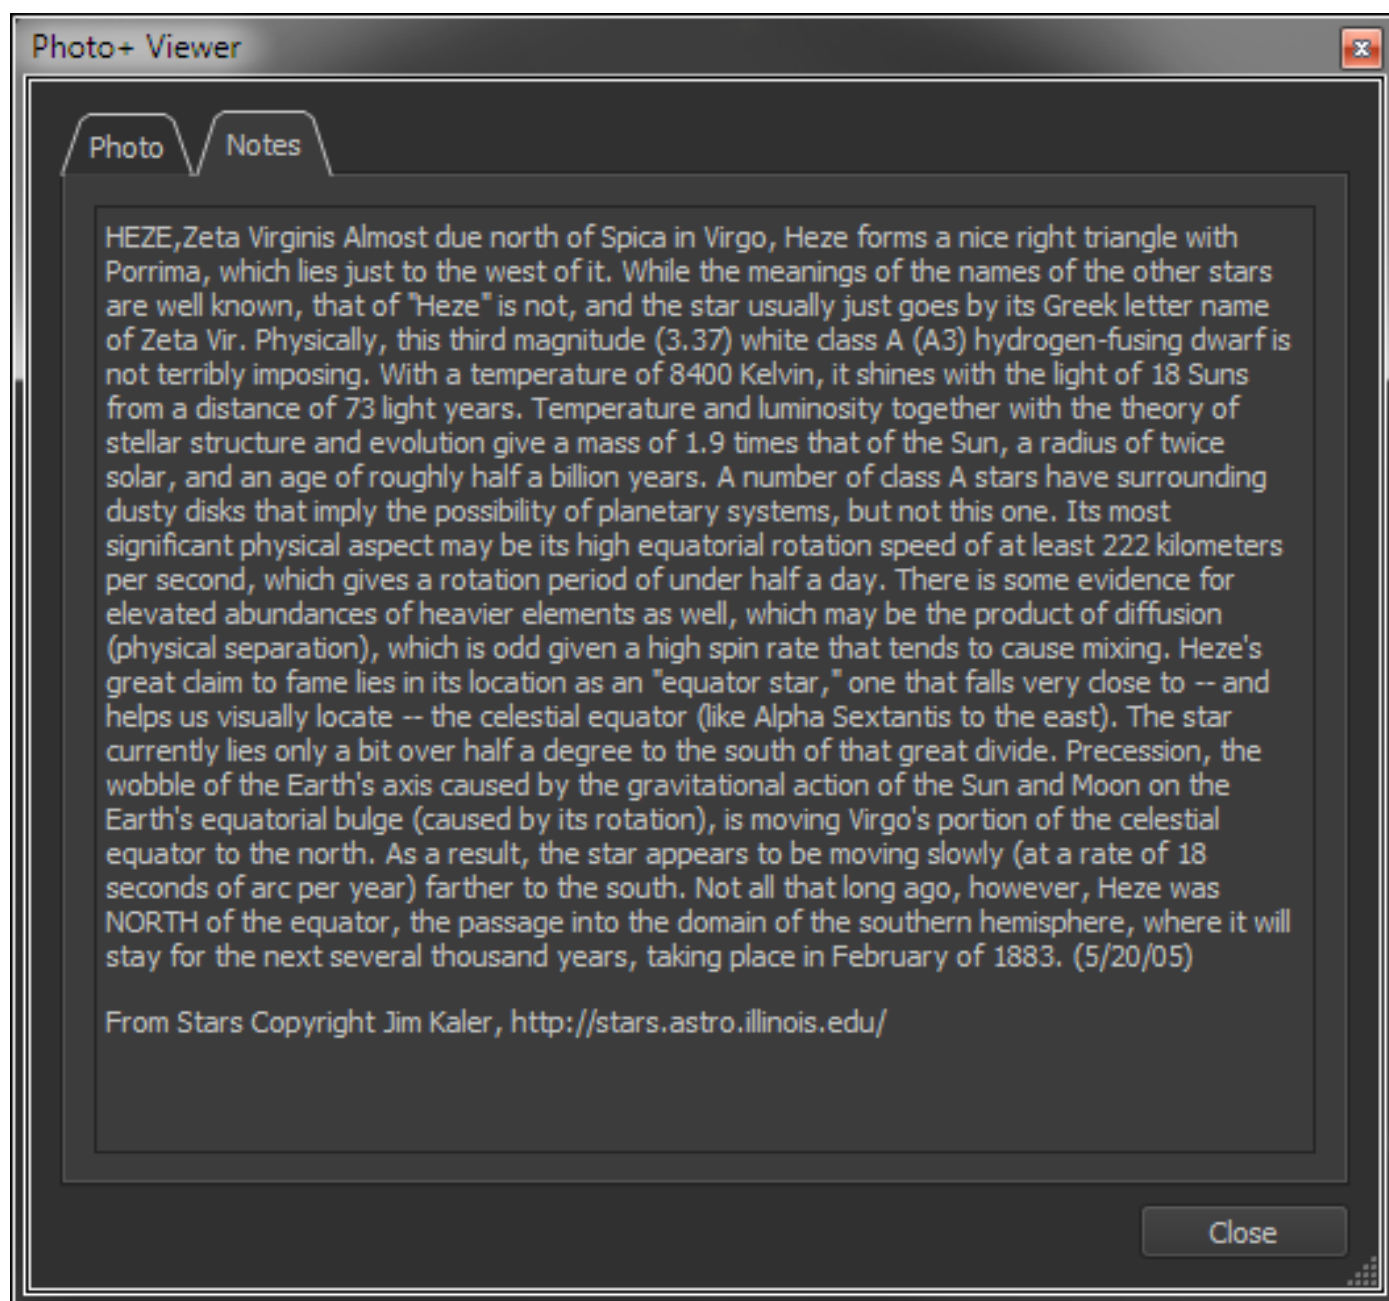 Photo+ Viewer
Photo
Notes
HEZE,Zeta Virginis Almost due north of Spica in Virgo, Heze forms a nice right triangle with
Porrima, which lies just to the west of it. While the meanings of the names of the other stars
are well known, that of "Heze" is not, and the star usually just goes by its Greek letter name
of Zeta Vir. Physically, this third magnitude (3.37) white class A (A3) hydrogen-fusing dwarf is
not terribly imposing. With a temperature of 8400 Kelvin, it shines with the light of 18 Suns
from a distance of 73 light years. Temperature and luminosity together with the theory of
stellar structure and evolution give a mass of 1.9 times that of the Sun, a radius of twice
solar, and an age of roughly half a billion years. A number of class A stars have surrounding
dusty disks that imply the possibility of planetary systems, but not this one. Its most
significant physical aspect may be its high equatorial rotation speed of at least 222 kilometers
per second, which gives a rotation period of under half a day. There is some evidence for
elevated abundances of heavier elements as well, which may be the product of diffusion
(physical separation), which is odd given a high spin rate that tends to cause mixing. Heze's
great claim to fame lies in its location as an "equator star," one that falls very close to -- and
helps us visually locate -- the celestial equator (like Alpha Sextantis to the east). The star
currently lies only a bit over half a degree to the south of that great divide. Precession, the
wobble of the Earth's axis caused by the gravitational action of the Sun and Moon on the
Earth's equatorial bulge (caused by its rotation), is moving Virgo's portion of the celestial
equator to the north. As a result, the star appears to be moving slowly (at a rate of 18
seconds of arc per year) farther to the south. Not all that long ago, however, Heze was
NORTH of the equator, the passage into the domain of the southern hemisphere, where it will
stay for the next several thousand years, taking place in February of 1883. (5/20/05)
From Stars Copyright Jim Kaler, http://stars.astro.illinois.edu/
Close